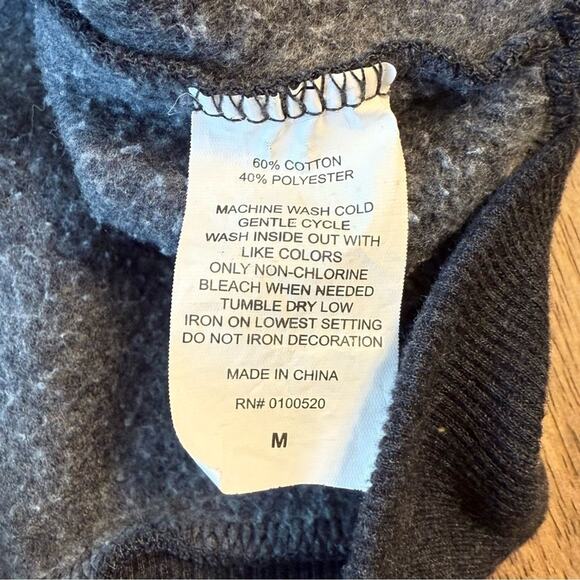 60% COTTON
40% POLYESTER
MACHINE WASH COLD
GENTLE CYCLE
WASH INSIDE OUT WITH
LIKE COLORS
ONLY NON-CHLORINE
BLEACH WHEN NEEDED
TUMBLE DRY LOW
IRON ON LOWEST SETTING
DO NOT IRON DECORATION
MADE IN CHINA
RN# 0100520
M